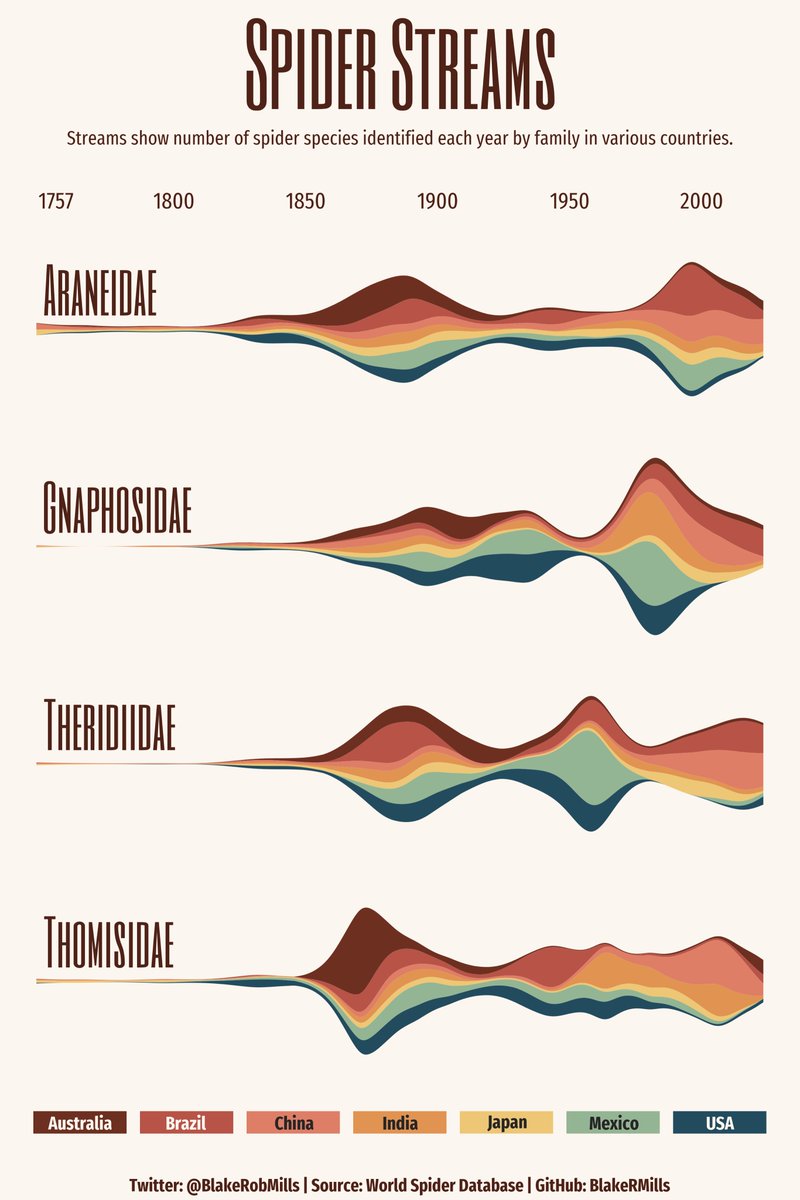 SPIDER STREAMS
Streams show number of spider species identified each year by family in various countries.
1757 1800 1850 1900 1950 2000
ARANEIDAE
GNAPHOSIDAE
THERIDIIDAE
THOMISIDAE
Australia Brazil China India Japan Mexico USA
Twitter: @BlakeRobMills | Source: World Spider Database | GitHub: BlakeRMills